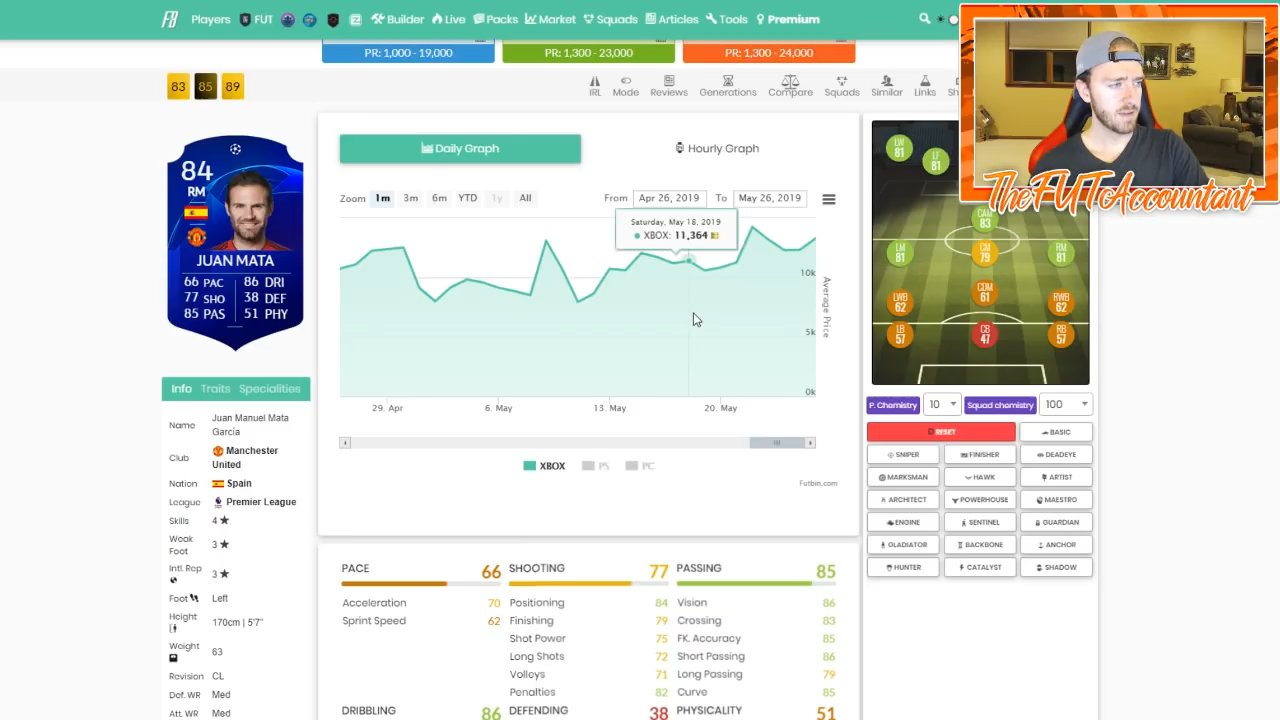 Players FUT Builder Live Packs Market Squads Articles Tools Premium
PR: 1,000 - 19,000 PR: 1,300 - 23,000 PR: 1,300 - 24,000
83 85 89
IRL Mode Reviews Generations Compare Squads Similar Links
TheFUTAccountant
Daily Graph Hourly Graph
Zoom 1m 3m 6m YTD 1y All From Apr 26, 2019 To May 26, 2019
Saturday, May 18, 2019
XBOX: 11,364
10k
5k
0k
Average Price
29. Apr 6. May 13. May 20. May
XBOX PS PC
Futbin.com
84
RM
JUAN MATA
66 PAC 86 DRI
77 SHO 38 DEF
85 PAS 51 PHY
Info Traits Specialities
Name Juan Manuel Mata García
Club Manchester United
Nation Spain
League Premier League
Skills 4
Weak Foot 3
Intl. Rep 3
Foot Left
Height 170cm | 5'7"
Weight 63
Revision CL
Def. WR Med
Att. WR Med
PACE 66
Acceleration 70
Sprint Speed 62
SHOOTING 77
Positioning 84
Finishing 79
Shot Power 75
Long Shots 72
Volleys 71
Penalties 82
PASSING 85
Vision 86
Crossing 83
FK. Accuracy 85
Short Passing 86
Long Passing 79
Curve 85
DRIBBLING 86
DEFENDING 38
PHYSICALITY 51
LW 81
LF 81
CAM 83
LM 81
CM 79
RM 81
LWB 62
CDM 61
RWB 62
LB 57
CB 47
RB 57
P. Chemistry 10 Squad chemistry 100
RESET BASIC
SNIPER FINISHER DEADEYE
MARKSMAN HAWK ARTIST
ARCHITECT POWERHOUSE MAESTRO
ENGINE SENTINEL GUARDIAN
GLADIATOR BACKBONE ANCHOR
HUNTER CATALYST SHADOW